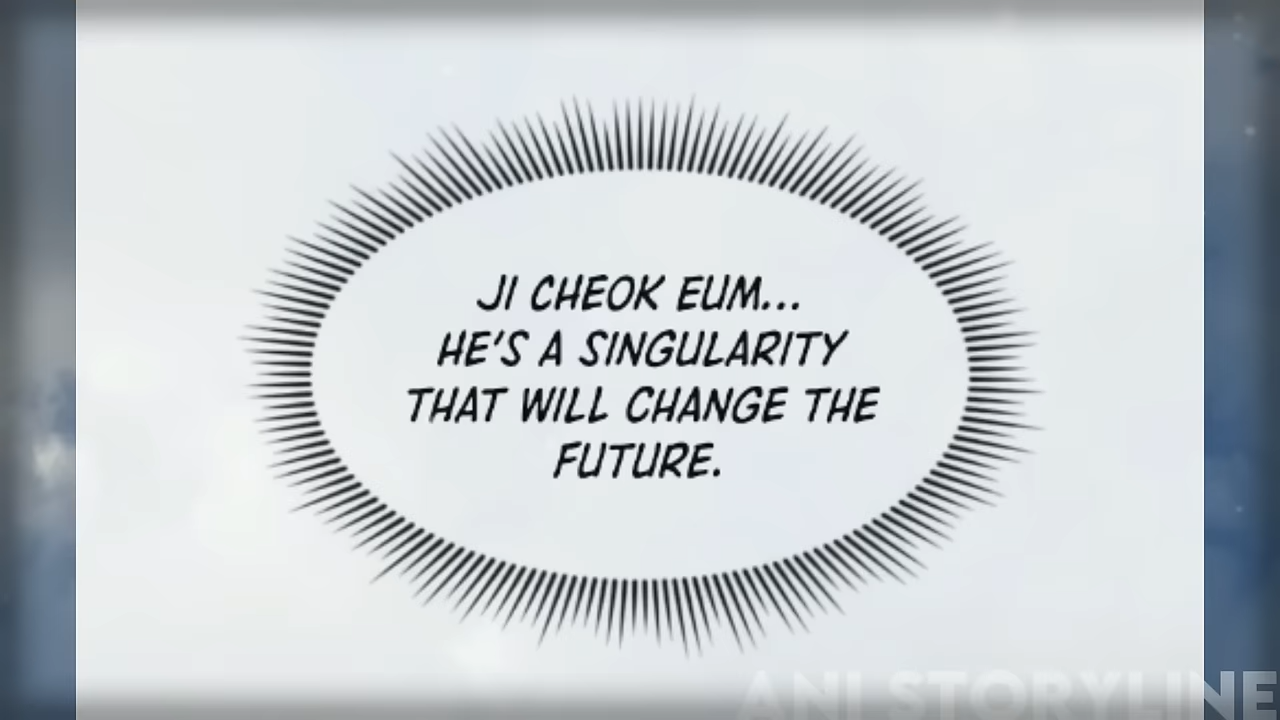 JI CHEOK EUM...
HE'S A SINGULARITY
THAT WILL CHANGE THE
FUTURE.
ANI STORYLINE